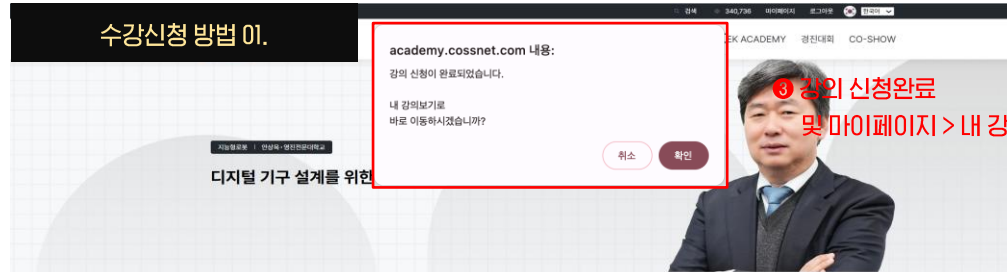 검색 340,736 마이페이지 로그아웃 한국어
수강신청 방법 01.
EK ACADEMY 경진대회 CO-SHOW
academy.cossnet.com 내용:
강의 신청이 완료되었습니다.
내 강의보기로
바로 이동하시겠습니까?
취소 확인
3 강의 신청완료
및 마이페이지 > 내 강
지능형로봇 | 안상욱-영진전문대학교
디지털 기구 설계를 위한